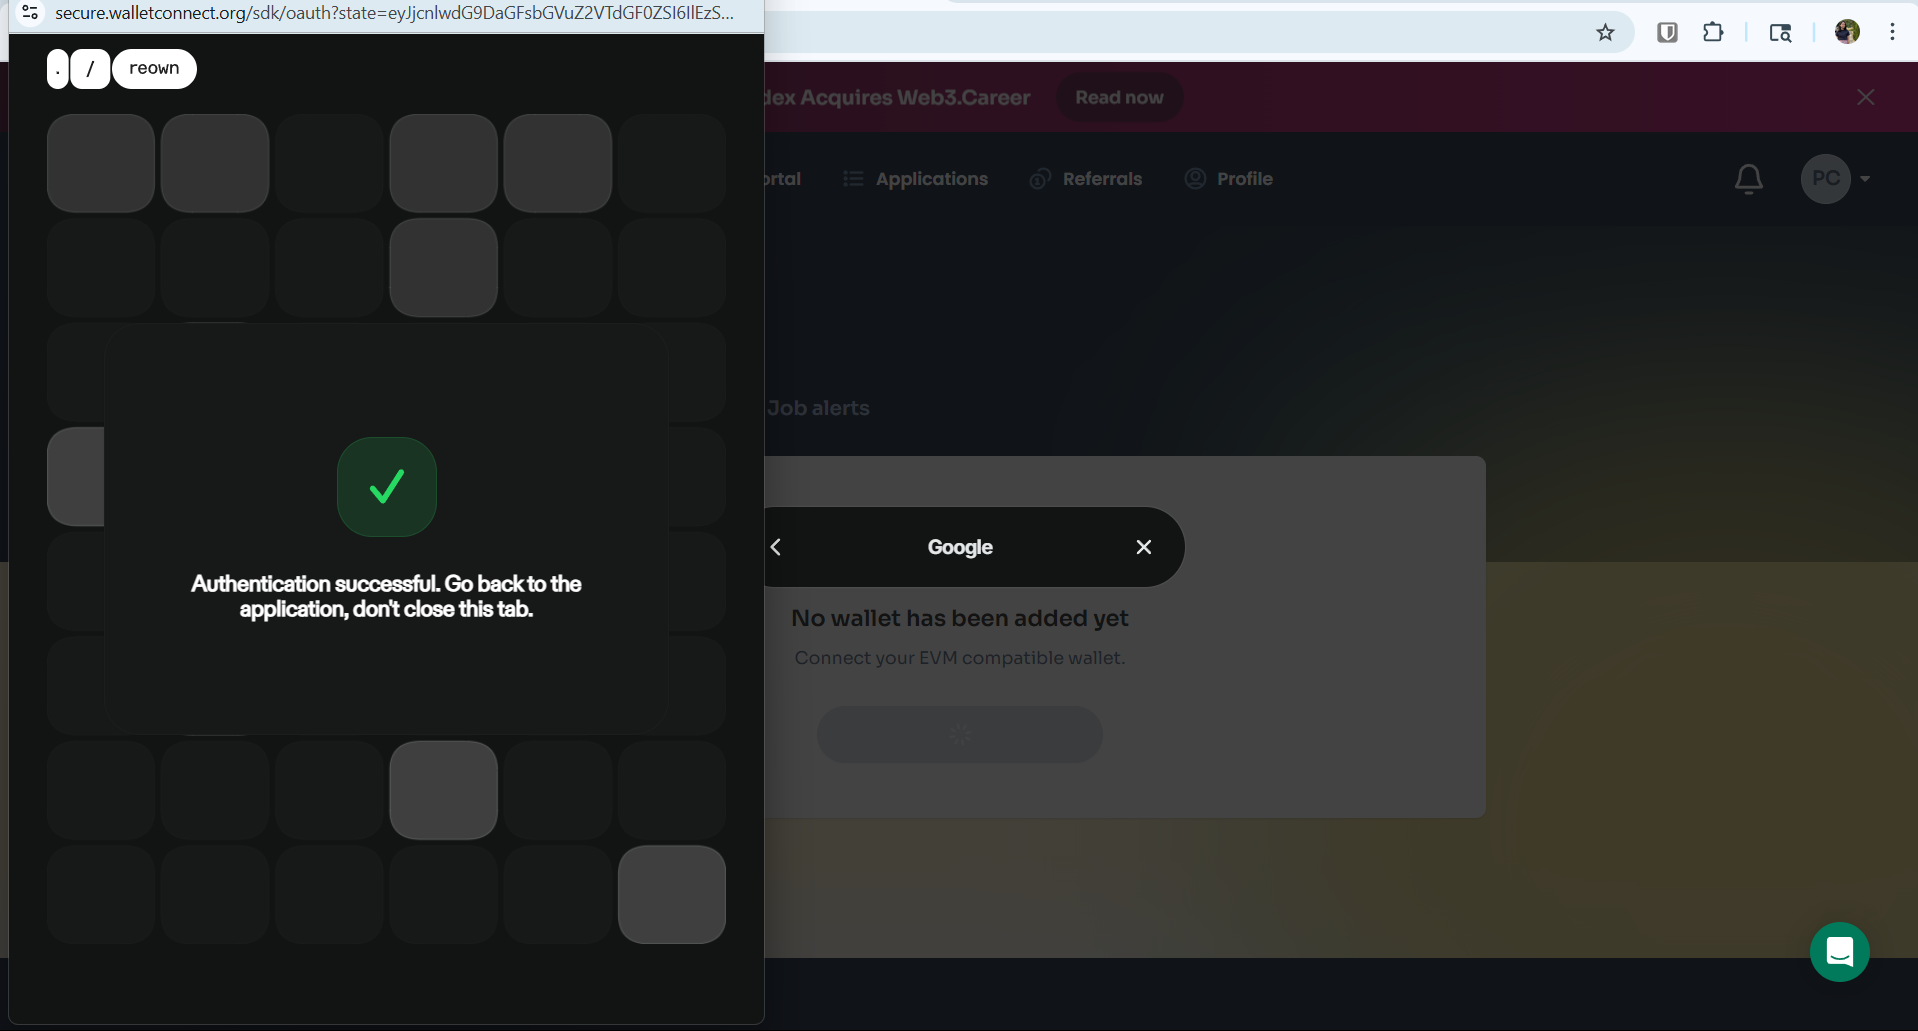 secure.walletconnect.org/sdk/oauth?state=eyJjcnlwdG9DaGFsbGVuZ2VTdGF0ZSI6IlEzS...
. / reown
Authentication successful. Go back to the
application, don't close this tab.
dex Acquires Web3.Career
Read now
ortal
Applications
Referrals
Profile
PC
Job alerts
Google
No wallet has been added yet
Connect your EVM compatible wallet.